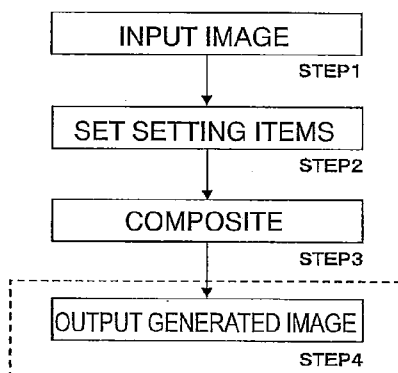 INPUT IMAGE
STEP1
SET SETTING ITEMS
STEP2
COMPOSITE
STEP3
OUTPUT GENERATED IMAGE
STEP4